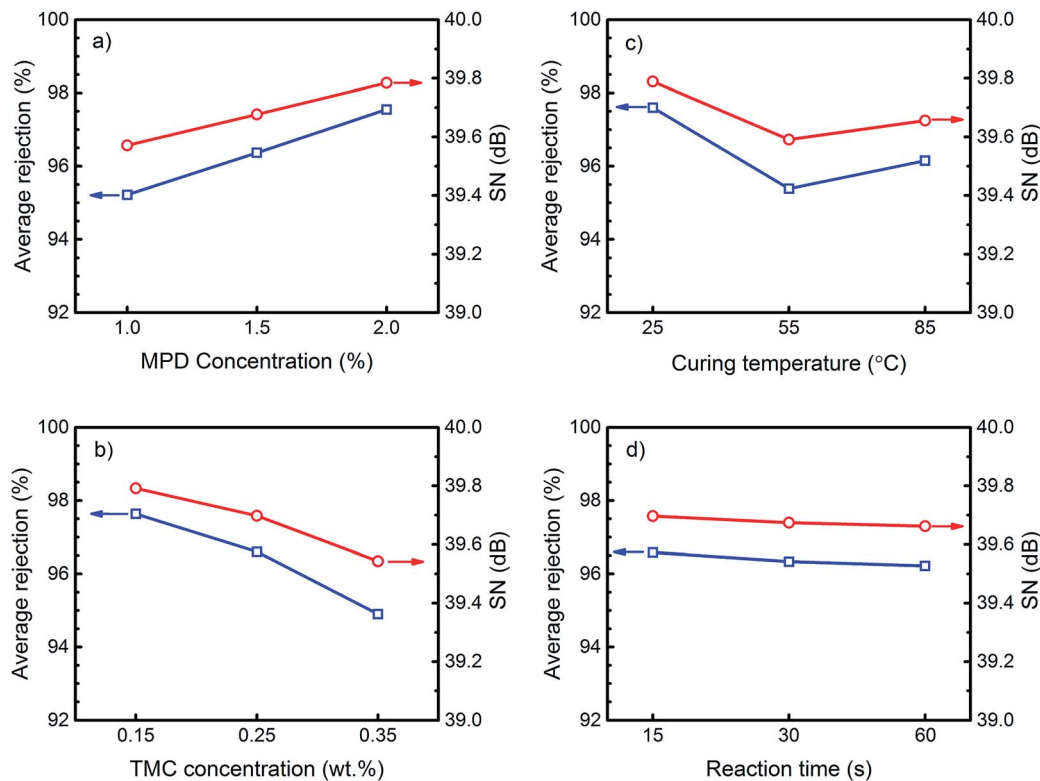 a)
Average rejection (%)
100
98
96
94
92
40.0
39.8
39.6
39.4
39.2
39.0
SN (dB)
1.0 1.5 2.0
MPD Concentration (%)
c)
Average rejection (%)
100
98
96
94
92
40.0
39.8
39.6
39.4
39.2
39.0
SN (dB)
25 55 85
Curing temperature (°C)
b)
Average rejection (%)
100
98
96
94
92
40.0
39.8
39.6
39.4
39.2
39.0
SN (dB)
0.15 0.25 0.35
TMC concentration (wt.%)
d)
Average rejection (%)
100
98
96
94
92
40.0
39.8
39.6
39.4
39.2
39.0
SN (dB)
15 30 60
Reaction time (s)